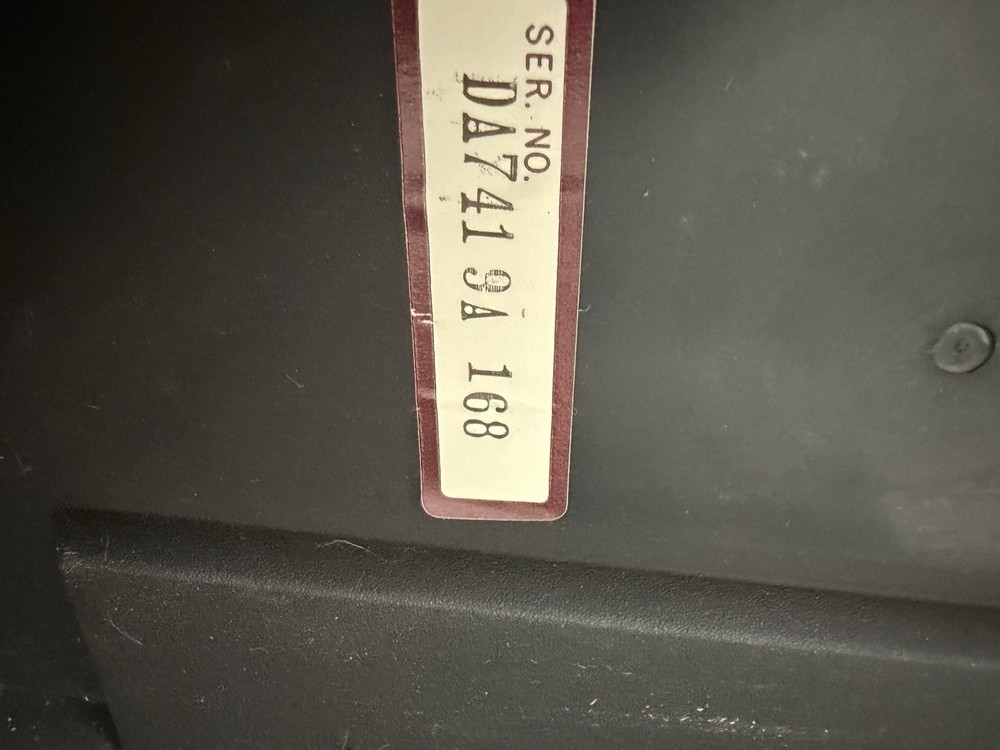 SER. NO.
DA7419A 168